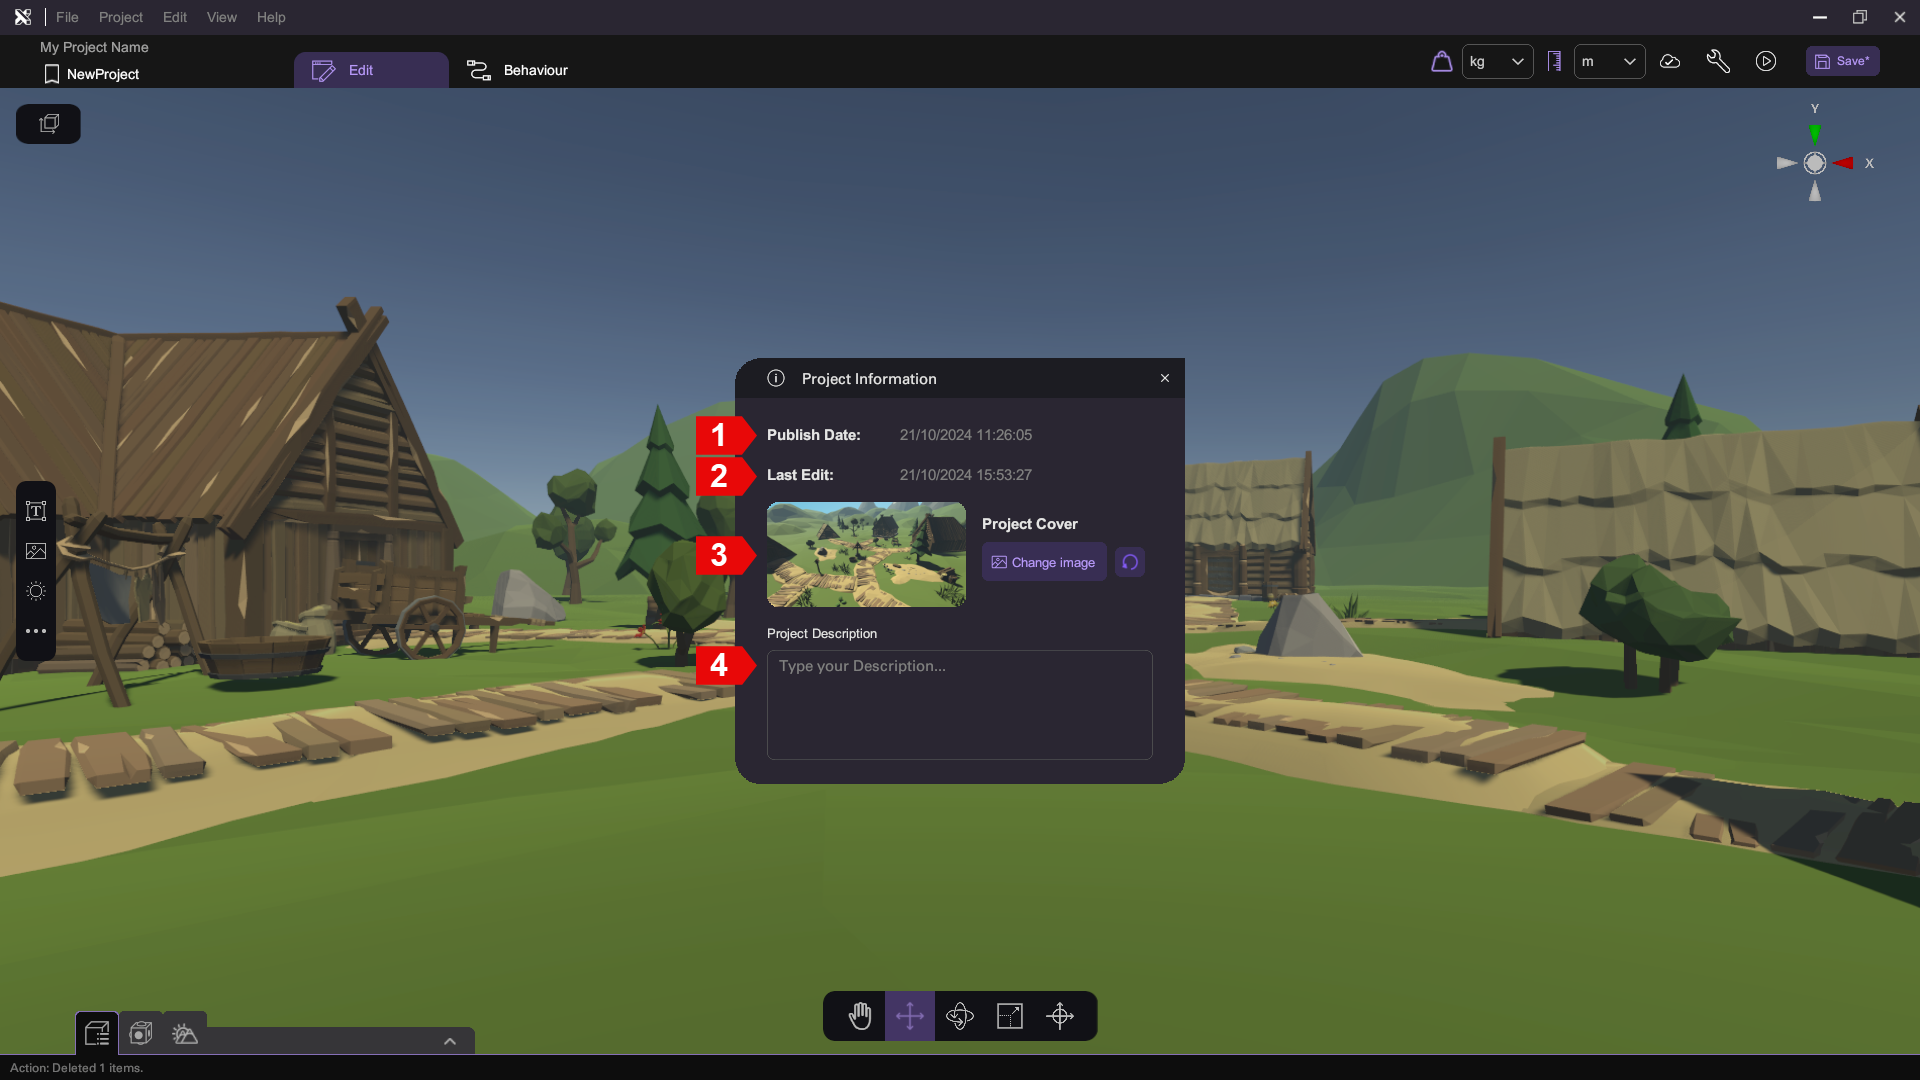 File Project Edit View Help
My Project Name
NewProject
Edit
Behaviour
kg
m
Save*
Y
X
Project Information
1
Publish Date: 21/10/2024 11:26:05
2
Last Edit: 21/10/2024 15:53:27
3
Project Cover
Change image
Project Description
4
Type your Description...
Action: Deleted 1 items.